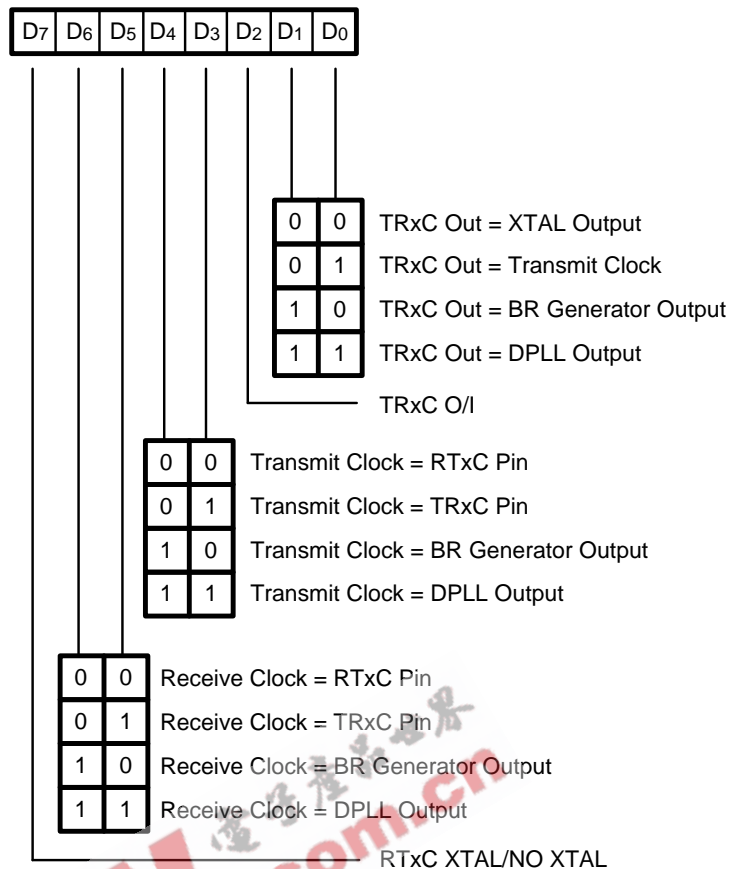 D7 D6 D5 D4 D3 D2 D1 D0
0 0 TRxC Out = XTAL Output
0 1 TRxC Out = Transmit Clock
1 0 TRxC Out = BR Generator Output
1 1 TRxC Out = DPLL Output
TRxC O/I
0 0 Transmit Clock = RTxC Pin
0 1 Transmit Clock = TRxC Pin
1 0 Transmit Clock = BR Generator Output
1 1 Transmit Clock = DPLL Output
0 0 Receive Clock = RTxC Pin
0 1 Receive Clock = TRxC Pin
1 0 Receive Clock = BR Generator Output
1 1 Receive Clock = DPLL Output
RTxC XTAL/NO XTAL
.com.cn